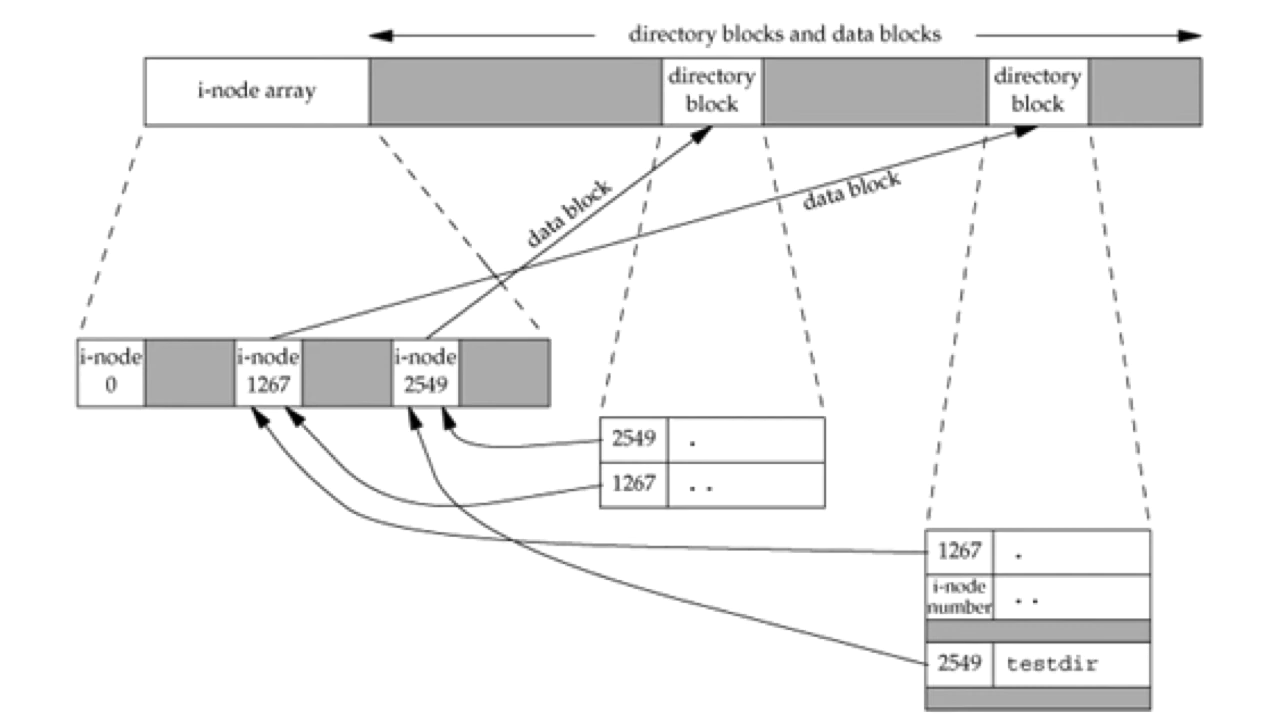 directory blocks and data blocks
i-node array
directory
block
directory
block
data block
data block
i-node
0
i-node
1267
i-node
2549
2549 .
1267 ..
1267 .
i-node
number ..
2549 testdir